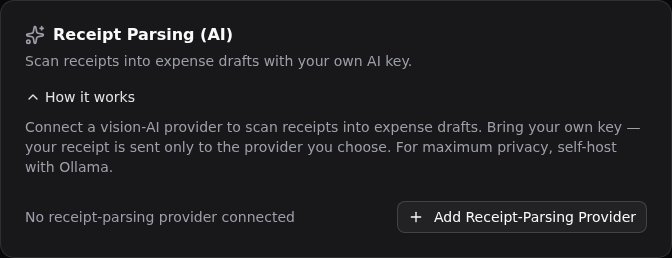 Receipt Parsing (AI)
Scan receipts into expense drafts with your own AI key.
How it works
Connect a vision-AI provider to scan receipts into expense drafts. Bring your own key —
your receipt is sent only to the provider you choose. For maximum privacy, self-host
with Ollama.
No receipt-parsing provider connected
Add Receipt-Parsing Provider